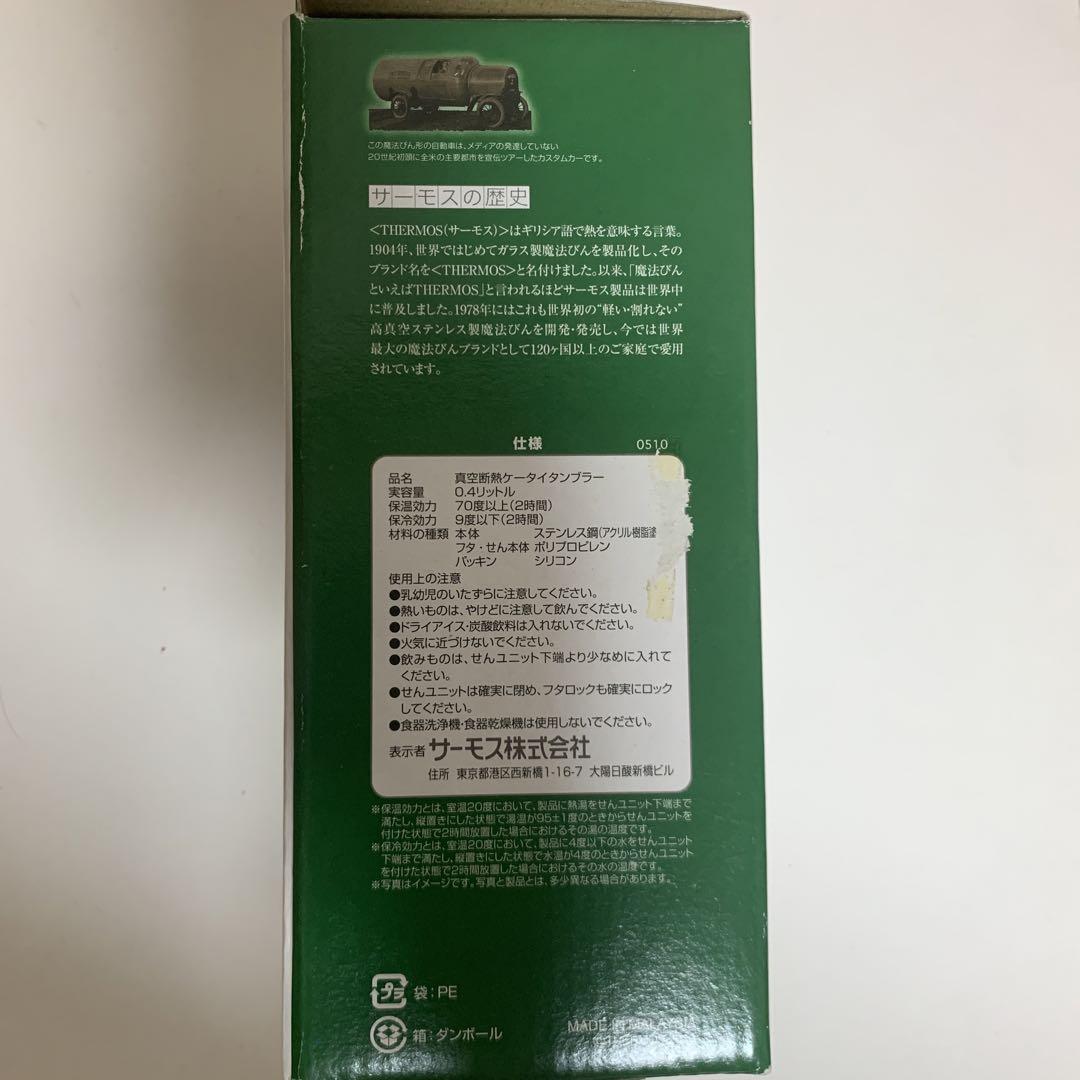 この魔法びん形の自動車は、メディアの発達していない
20世紀初頭に全米の主要都市を宣伝ツアーしたカスタムカーです。
サーモスの歴史
<THERMOS(サーモス)>はギリシア語で熱を意味する言葉。
1904年、世界ではじめてガラス製魔法びんを製品化し、その
ブランド名を<THERMOS>と名付けました。以来、「魔法びん
といえばTHERMOS」と言われるほどサーモス製品は世界中
に普及しました。1978年にはこれも世界初の“軽い・割れない”
高真空ステンレス製魔法びんを開発・発売し、今では世界
最大の魔法びんブランドとして120ヶ国以上のご家庭で愛用
されています。
仕様 0510
品名 真空断熱ケータイタンブラー
実容量 0.4リットル
保温効力 70度以上(2時間)
保冷効力 9度以下(2時間)
材料の種類 本体 ステンレス鋼(アクリル樹脂塗
フタ・せん本体 ポリプロピレン
パッキン シリコン
使用上の注意
●乳幼児のいたずらに注意してください。
●熱いものは、やけどに注意して飲んでください。
●ドライアイス・炭酸飲料は入れないでください。
●火気に近づけないでください。
●飲みものは、せんユニット下端より少なめに入れて
ください。
●せんユニットは確実に閉め、フタロックも確実にロック
してください。
●食器洗浄機・食器乾燥機は使用しないでください。
表示者 サーモス株式会社
住所 東京都港区西新橋1-16-7 大陽日酸新橋ビル
※保温効力とは、室温20度において、製品に熱湯をせんユニット下端まで
満たし、縦置きにした状態で湯温が95±1度のときからせんユニットを
付けた状態で2時間放置した場合におけるその湯の温度です。
※保冷効力とは、室温20度において、製品に4度以下の水をせんユニット
下端まで満たし、縦置きにした状態で水温が4度のときからせんユニット
を付けた状態で2時間放置した場合におけるその水の温度です。
※写真はイメージです。写真と製品とは、多少異なる場合があります。
プラ 袋:PE
箱:ダンボール
MADE IN MALAYSIA